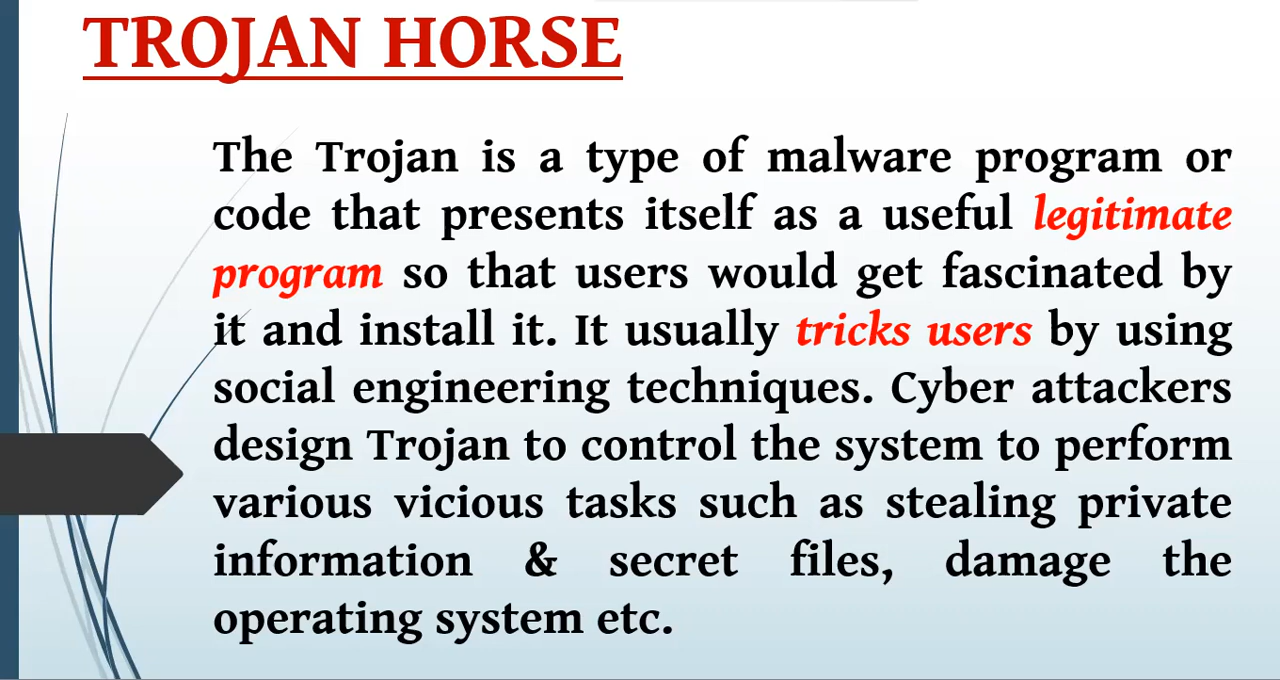 TROJAN HORSE
The Trojan is a type of malware program or
code that presents itself as a useful legitimate
program so that users would get fascinated by
it and install it. It usually tricks users by using
social engineering techniques. Cyber attackers
design Trojan to control the system to perform
various vicious tasks such as stealing private
information & secret files, damage the
operating system etc.